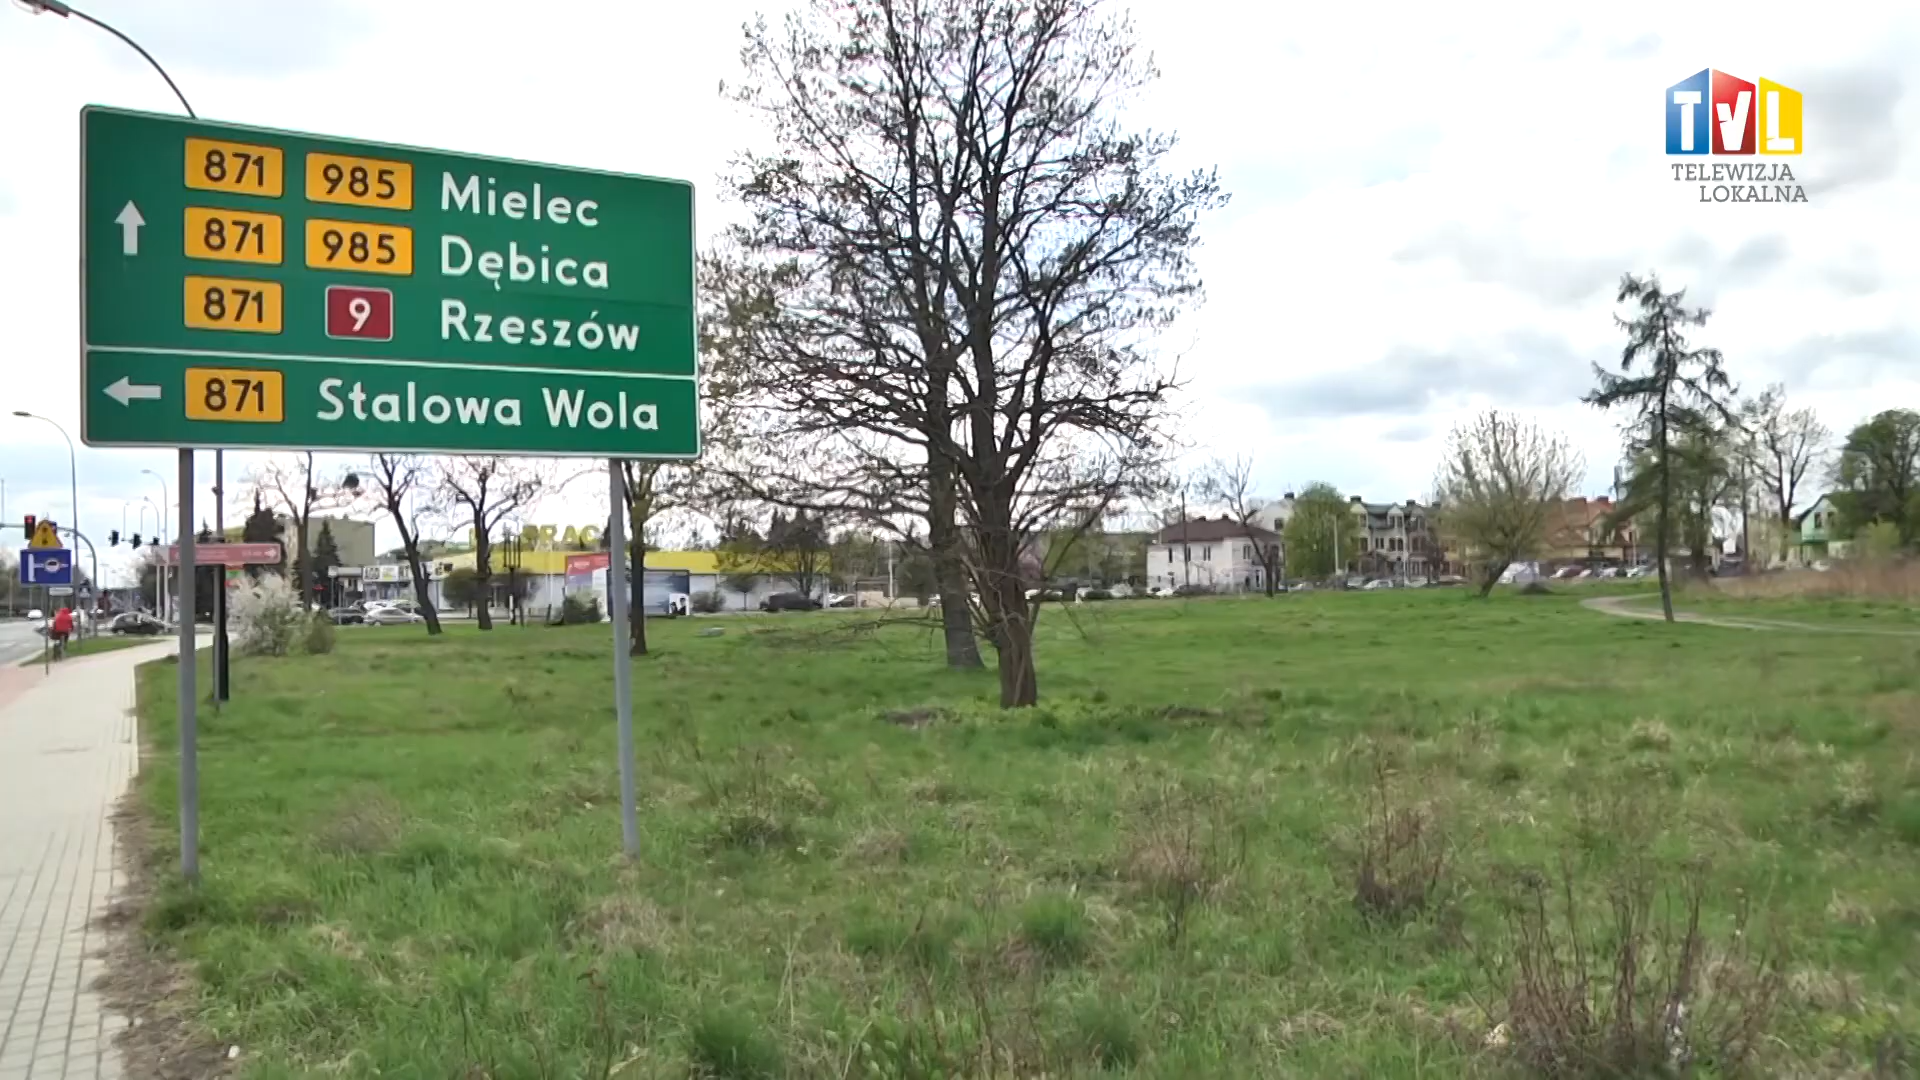 871 985 Mielec
871 985 Dębica
871 9 Rzeszów
871 Stalowa Wola
TVL
TELEWIZJA
LOKALNA